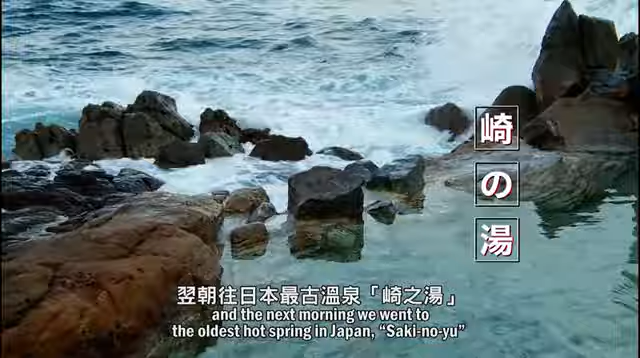 崎の湯
翌朝往日本最古溫泉「崎之湯」
and the next morning we went to
the oldest hot spring in Japan, “Saki-no-yu”